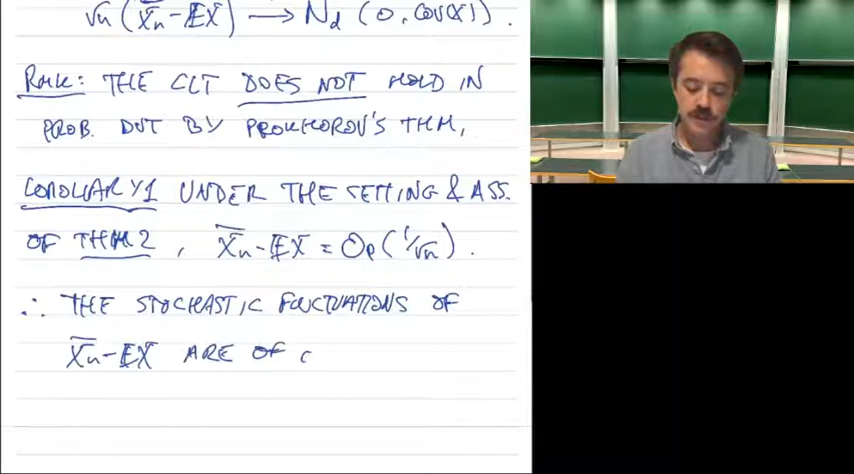 √n (X̄n - EX) → Nd (0, Cov(X)).
RMK: THE CLT DOES NOT HOLD IN
PROB. BUT BY PROKHOROV'S THM,
COROLLARY 1 UNDER THE SETTING & ASS.
OF THM 2, X̄n - EX = Op(1/√n).
∴ THE STOCHASTIC FLUCTUATIONS OF
X̄n - EX ARE OF